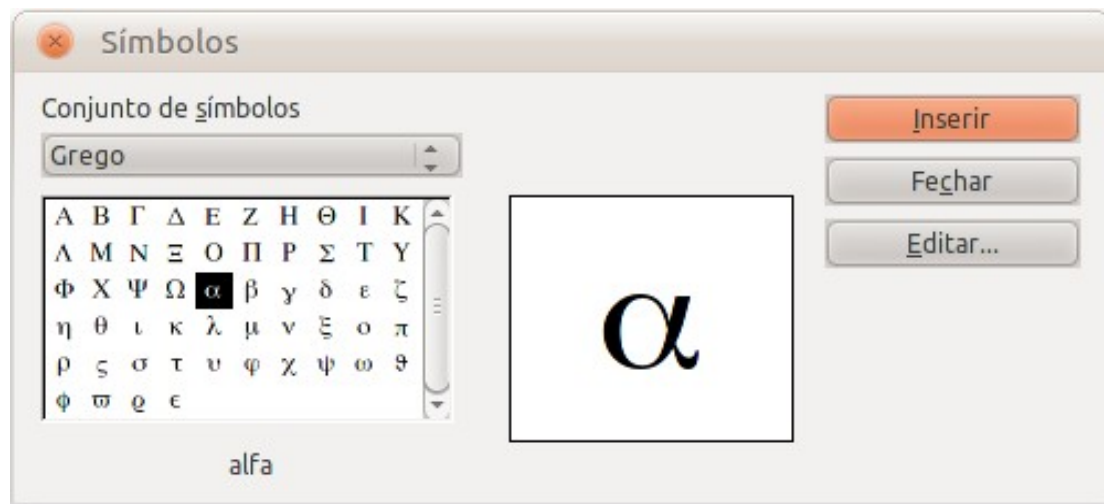 Símbolos
Conjunto de símbolos
Grego
Α Β Γ Δ Ε Ζ Η Θ Ι Κ
Λ Μ Ν Ξ Ο Π Ρ Σ Τ Υ
Φ Χ Ψ Ω α β γ δ ε ζ
η θ ι κ λ μ ν ξ ο π
ρ ς σ τ υ φ χ ψ ω ϑ
ϕ ϖ ϱ ϵ
alfa
α
Inserir
Fechar
Editar...